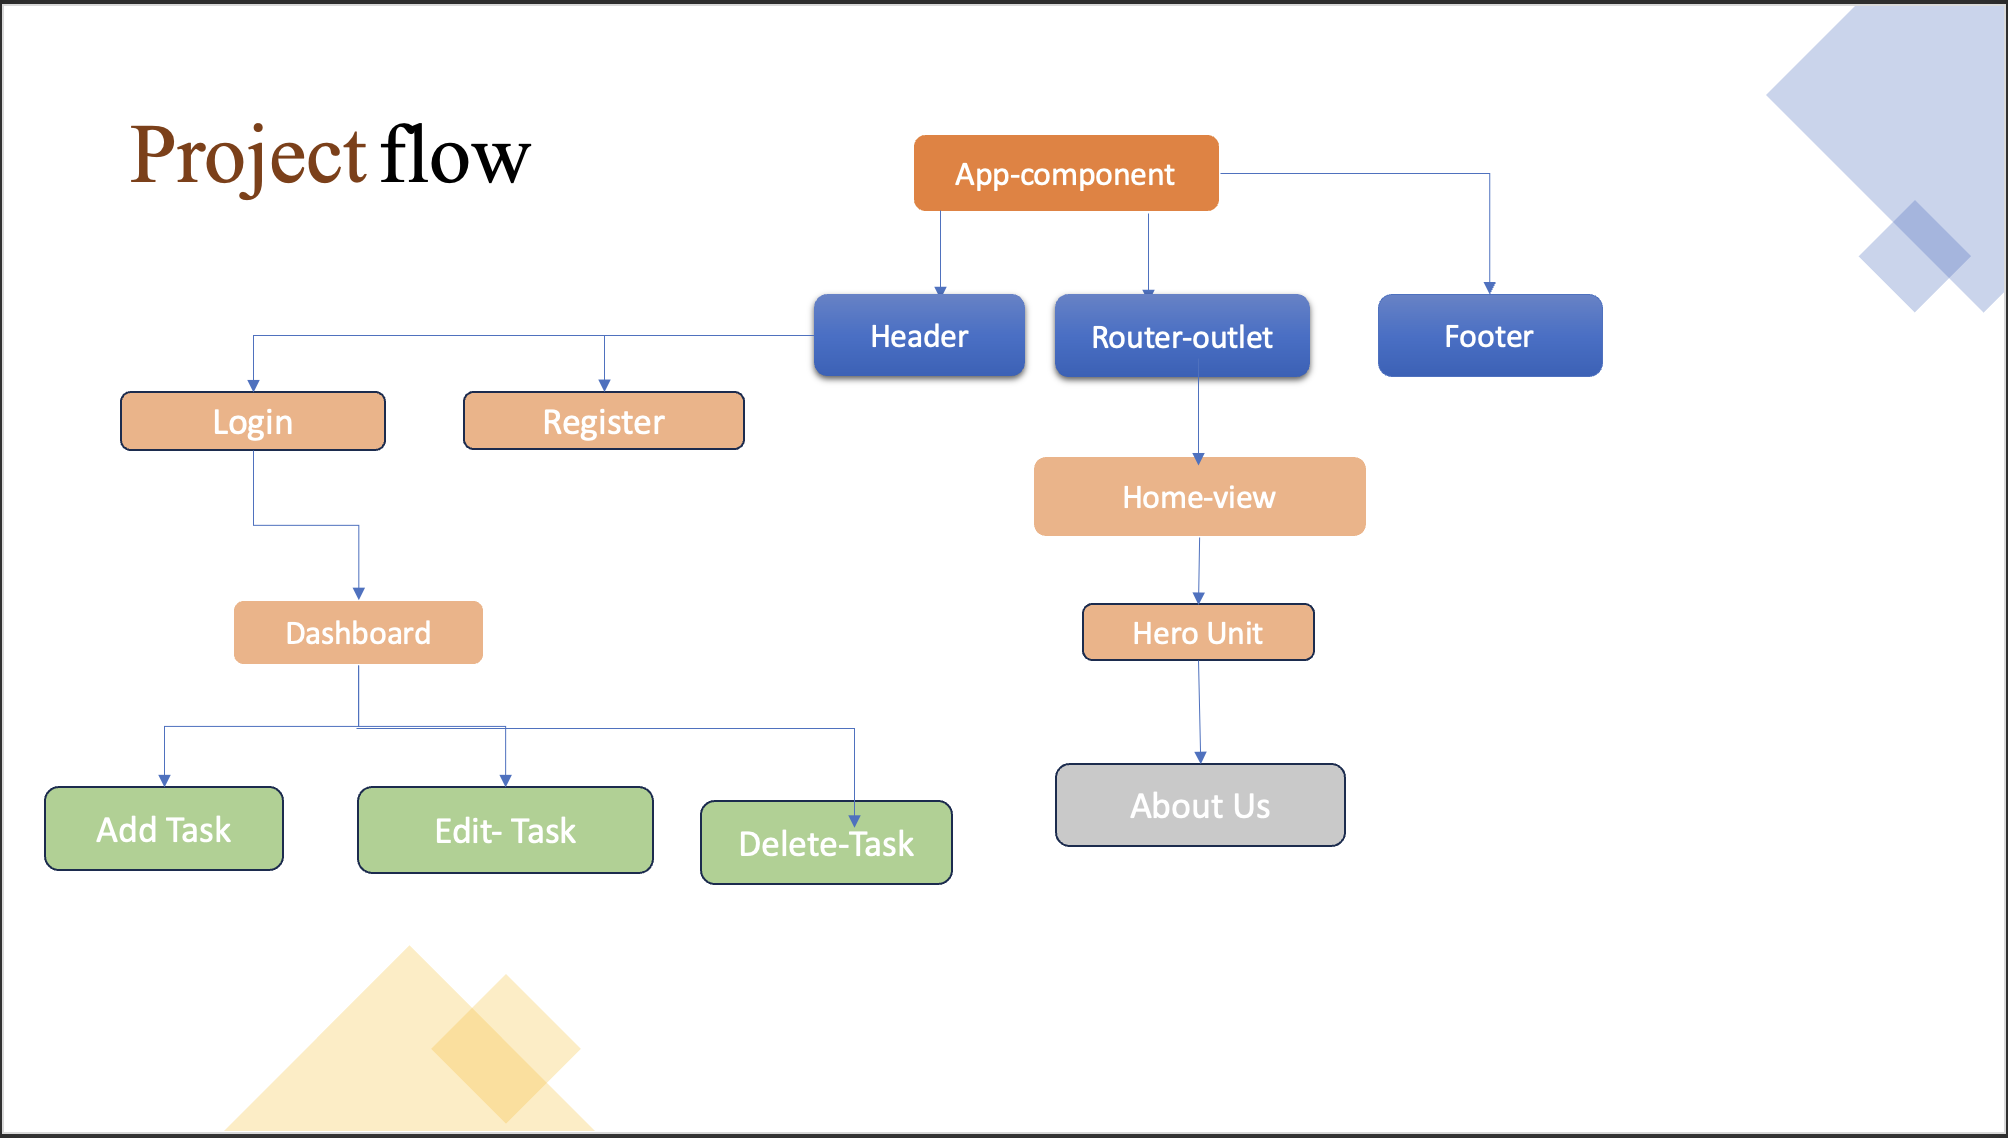 Project flow
App-component
Header
Router-outlet
Footer
Login
Register
Home-view
Dashboard
Hero Unit
Add Task
Edit- Task
Delete-Task
About Us